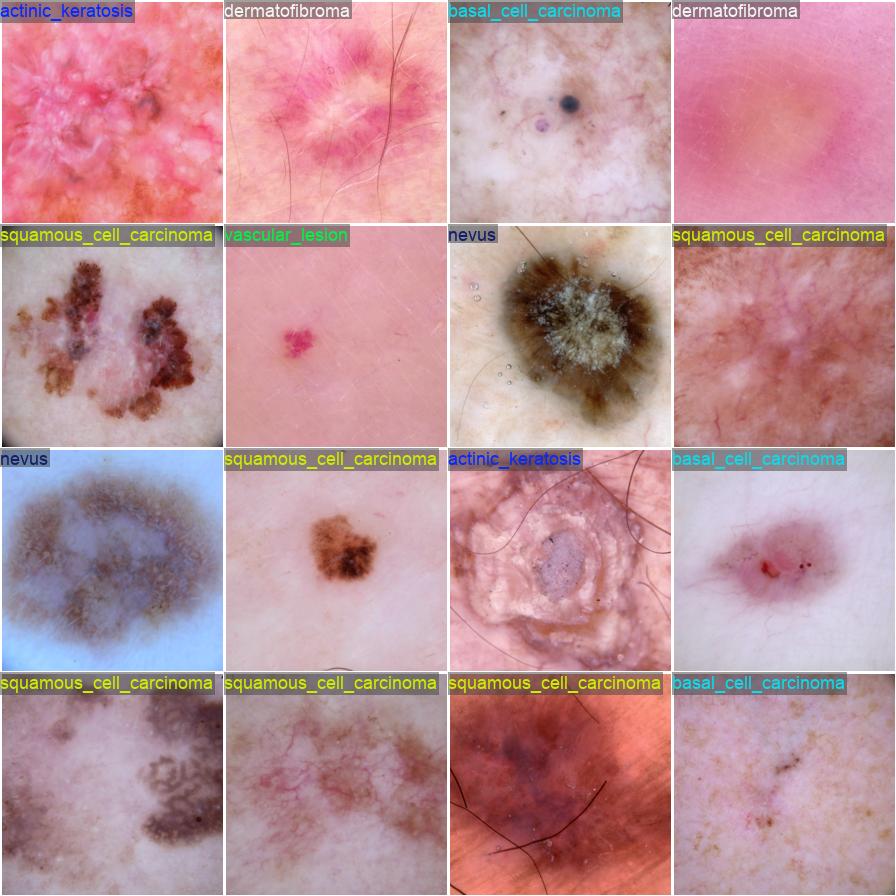 actinic_keratosis
dermatofibroma
basal_cell_carcinoma
dermatofibroma
squamous_cell_carcinoma
vascular_lesion
nevus
squamous_cell_carcinoma
nevus
squamous_cell_carcinoma
actinic_keratosis
basal_cell_carcinoma
squamous_cell_carcinoma
squamous_cell_carcinoma
squamous_cell_carcinoma
basal_cell_carcinoma